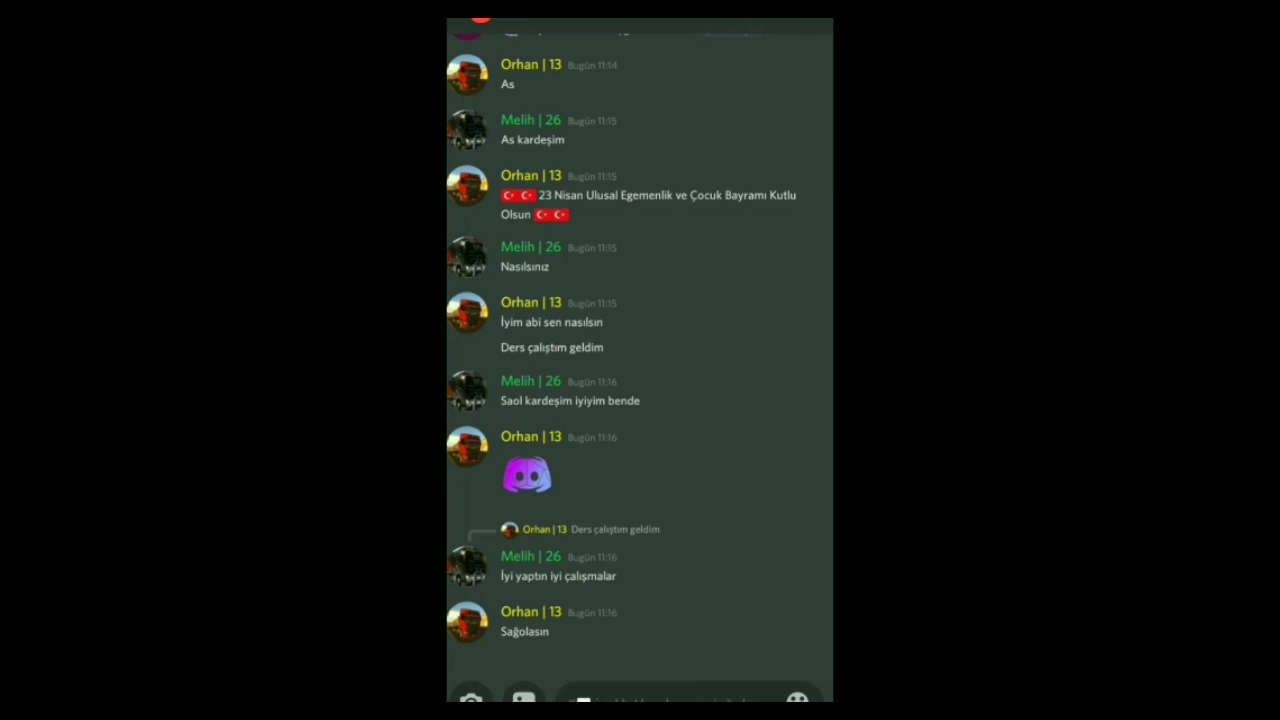 Orhan | 13 Bugün 11:14
As
Melih | 26 Bugün 11:15
As kardeşim
Orhan | 13 Bugün 11:15
🇹🇷🇹🇷 23 Nisan Ulusal Egemenlik ve Çocuk Bayramı Kutlu
Olsun 🇹🇷🇹🇷
Melih | 26 Bugün 11:15
Nasılsınız
Orhan | 13 Bugün 11:15
İyim abi sen nasılsın
Ders çalıştım geldim
Melih | 26 Bugün 11:16
Saol kardeşim iyiyim bende
Orhan | 13 Bugün 11:16
Orhan | 13 Ders çalıştım geldim
Melih | 26 Bugün 11:16
İyi yaptın iyi çalışmalar
Orhan | 13 Bugün 11:16
Sağolasın